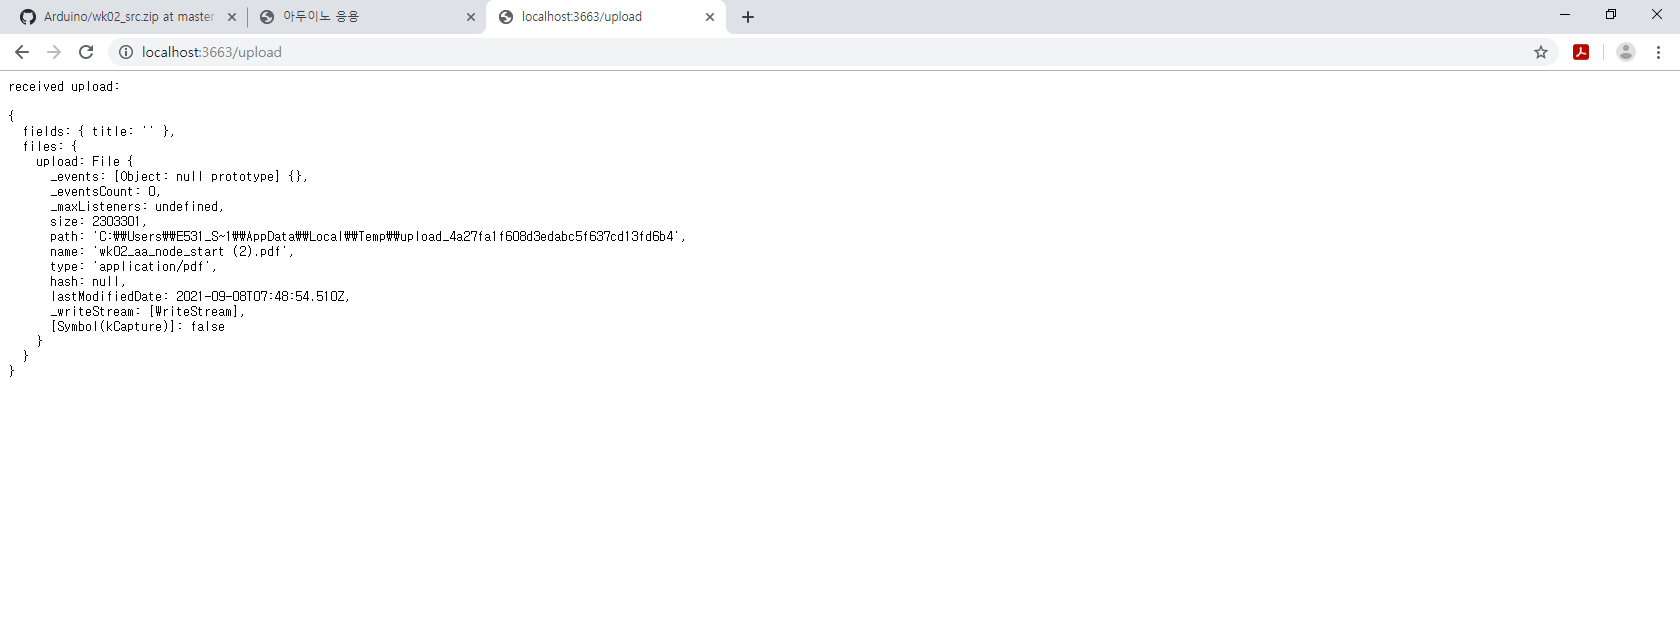 Arduino/wk02_src.zip at master
아두이노 응용
localhost:3663/upload
localhost:3663/upload
received upload:
{
  fields: { title: '' },
  files: {
    upload: File {
      _events: [Object: null prototype] {},
      _eventsCount: 0,
      _maxListeners: undefined,
      size: 2303301,
      path: 'C:₩₩Users₩₩E531_S~1₩₩AppData₩₩Local₩₩Temp₩₩upload_4a27fa1f608d3edabc5f637cd13fd6b4',
      name: 'wk02_aa_node_start (2).pdf',
      type: 'application/pdf',
      hash: null,
      lastModifiedDate: 2021-09-08T07:48:54.510Z,
      _writeStream: [WriteStream],
      [Symbol(kCapture)]: false
    }
  }
}